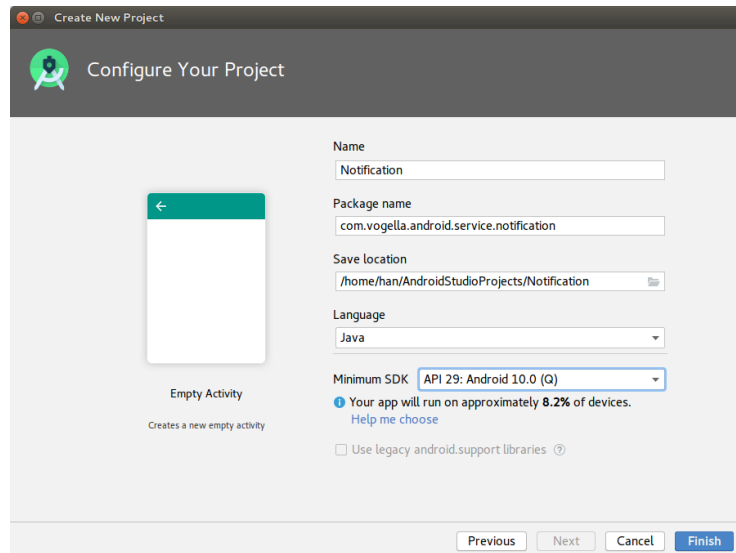 Create New Project
Configure Your Project
Name
Notification
Package name
com.vogella.android.service.notification
Save location
/home/han/AndroidStudioProjects/Notification
Language
Java
Minimum SDK API 29: Android 10.0 (Q)
Your app will run on approximately 8.2% of devices.
Help me choose
Use legacy android.support libraries
Empty Activity
Creates a new empty activity
Previous Next Cancel Finish